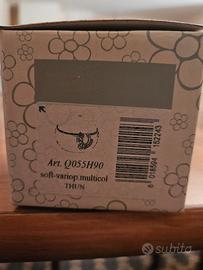 Art. Q055H90
soft-variop multicol
THUN
subito